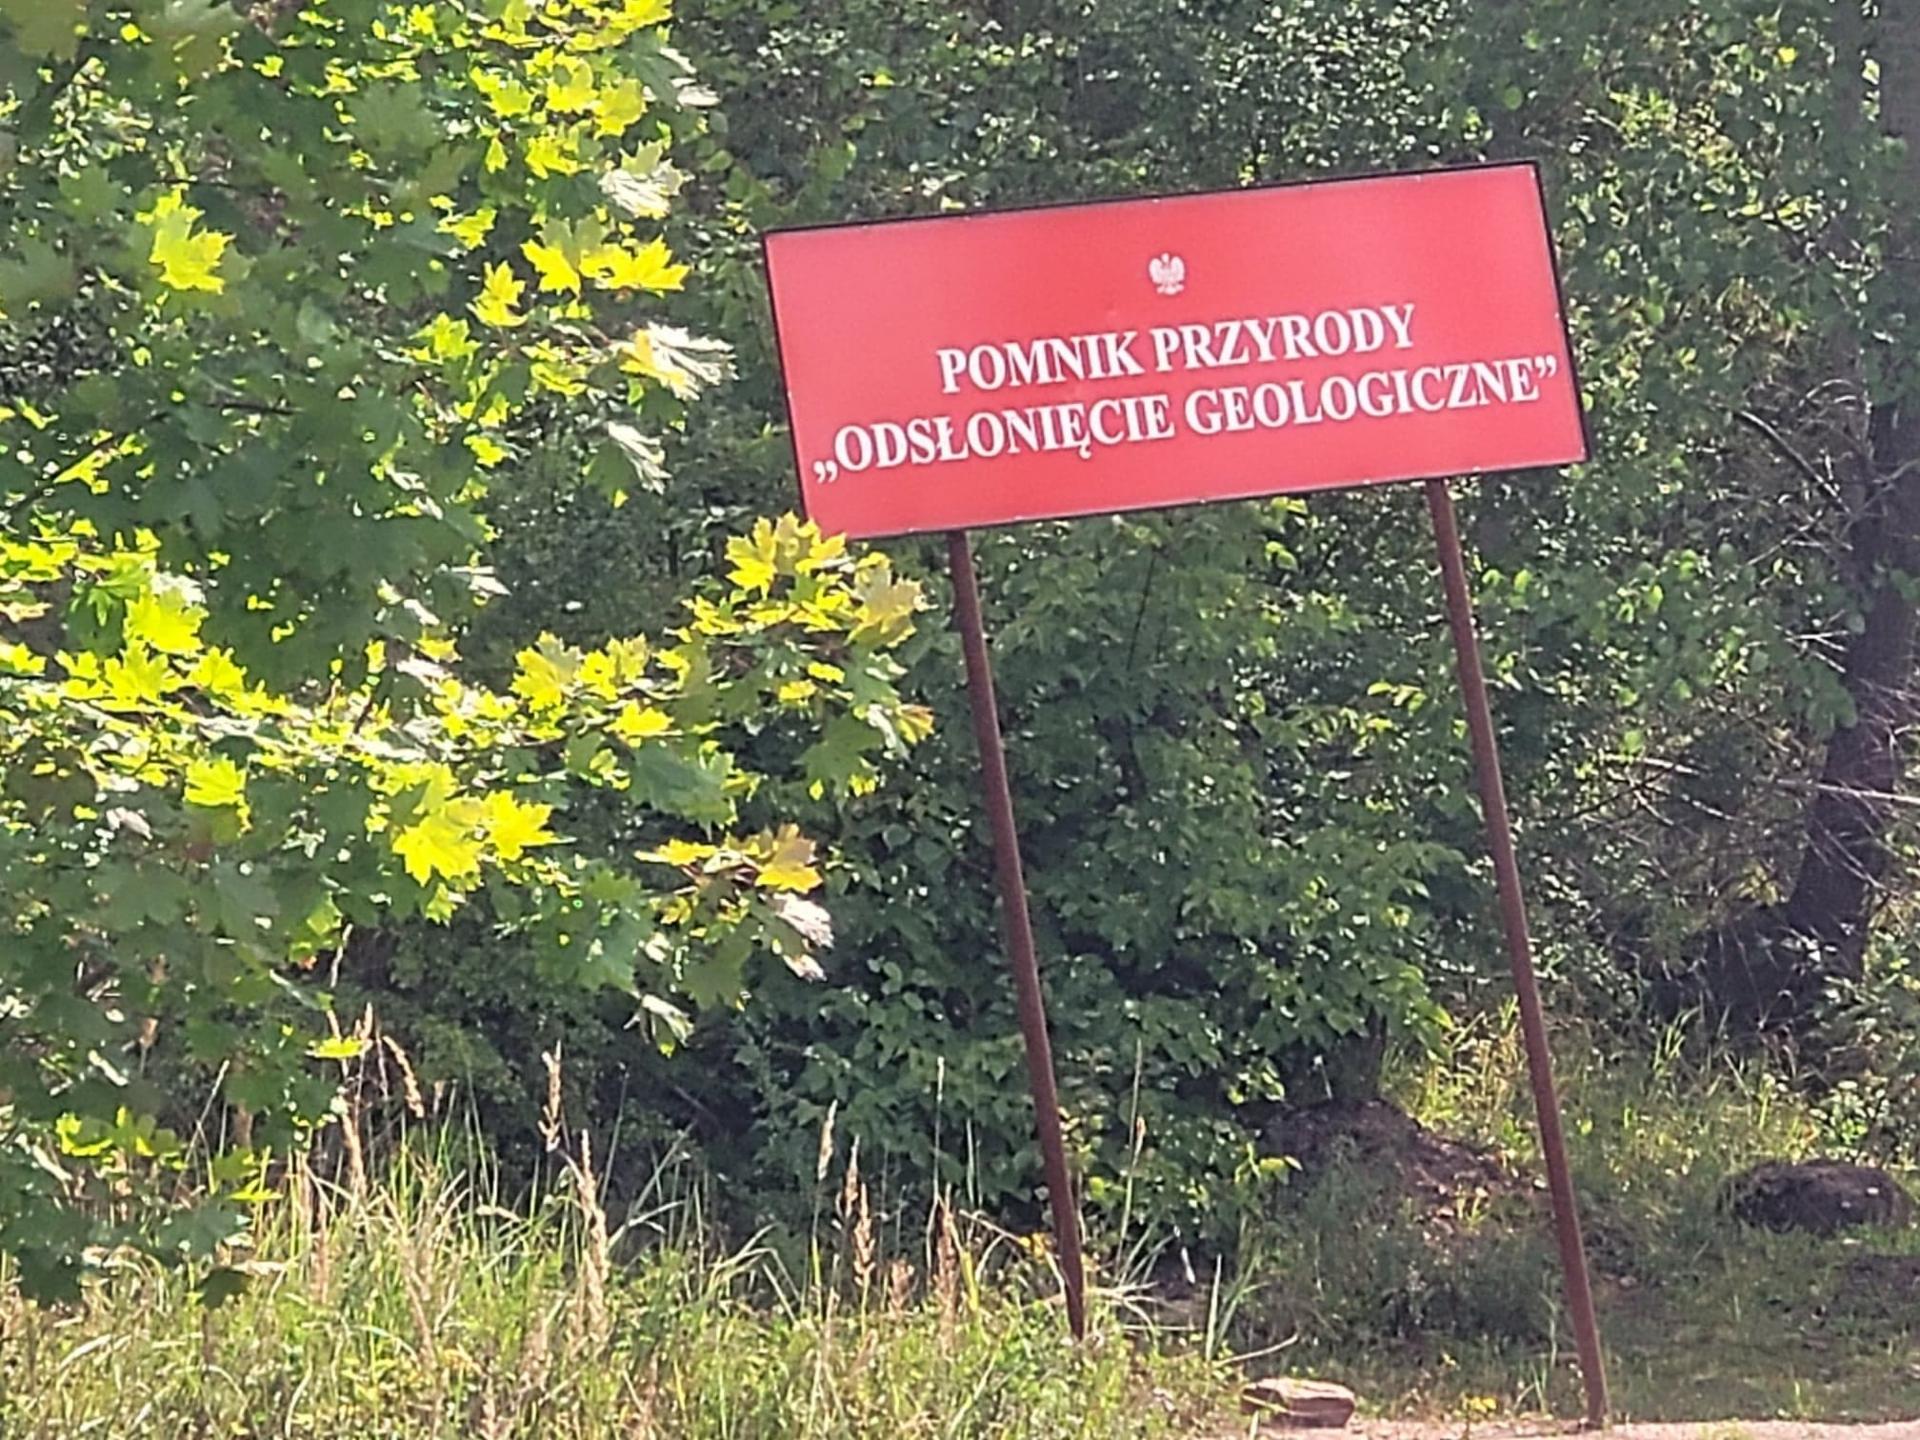 POMNIK PRZYRODY
„ODSŁONIĘCIE GEOLOGICZNE”